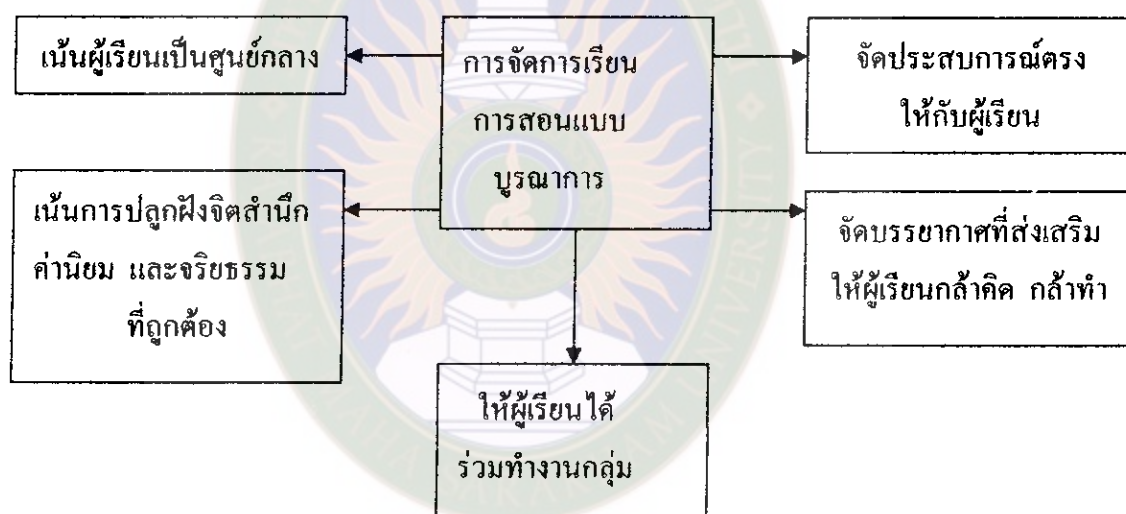 เน้นผู้เรียนเป็นศูนย์กลาง
การจัดการเรียน
การสอนแบบ
บูรณาการ
จัดประสบการณ์ตรง
ให้กับผู้เรียน
เน้นการปลูกฝังจิตสำนึก
ค่านิยม และจริยธรรม
ที่ถูกต้อง
จัดบรรยากาศที่ส่งเสริม
ให้ผู้เรียนกล้าคิด กล้าทำ
ให้ผู้เรียนได้
ร่วมทำงานกลุ่ม